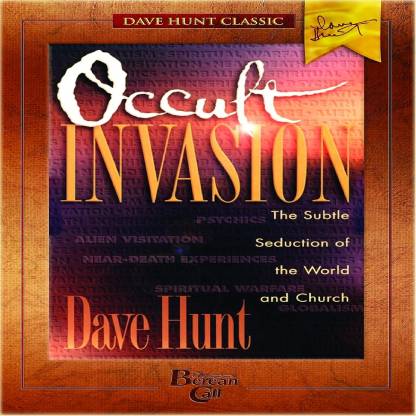 DAVE HUNT CLASSIC
Occult
INVASION
The Subtle
PSYCHICS
Seduction of
ALIEN VISITATION
NEAR-DEATH EXPERIENCES
the World
SPIRITUAL WARFARE
and Church
GLOBALISM
Dave Hunt
Berean
Call